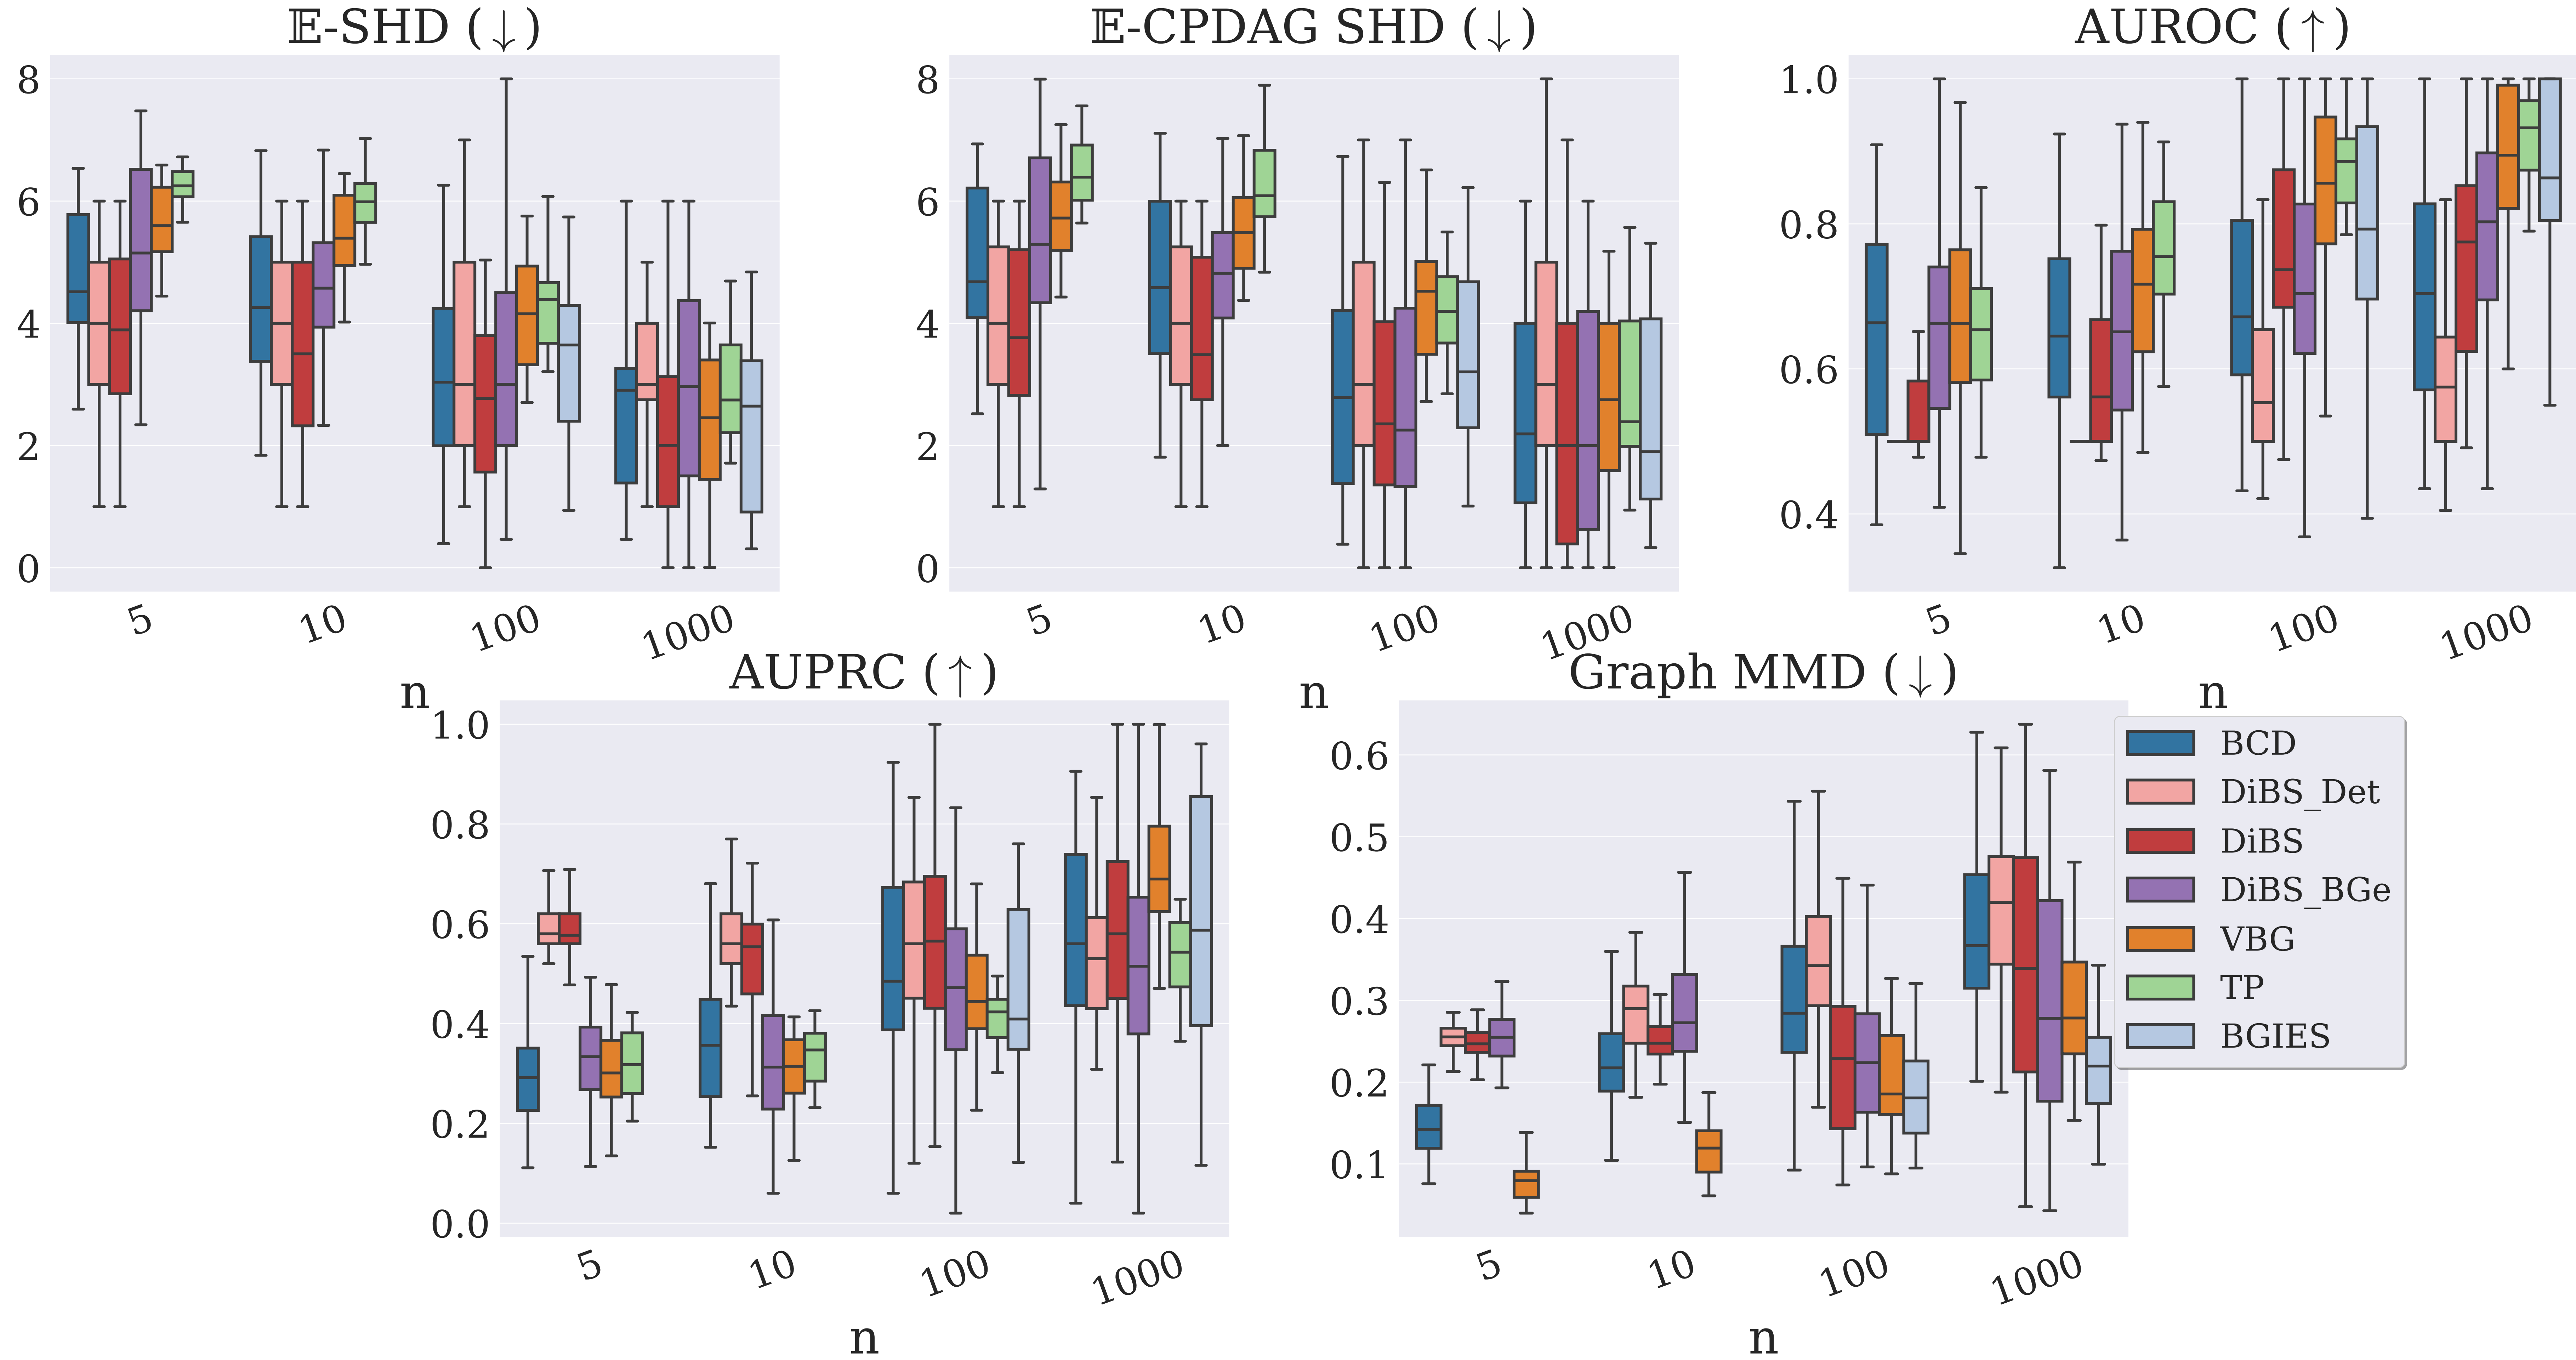 𝔼-SHD (↓)
8
6
4
2
0
5
10
100
1000
n
𝔼-CPDAG SHD (↓)
8
6
4
2
0
5
10
100
1000
n
AUROC (↑)
1.0
0.8
0.6
0.4
5
10
100
1000
n
AUPRC (↑)
1.0
0.8
0.6
0.4
0.2
0.0
5
10
100
1000
n
Graph MMD (↓)
0.6
0.5
0.4
0.3
0.2
0.1
5
10
100
1000
n
BCD
DiBS_Det
DiBS
DiBS_BGe
VBG
TP
BGIES